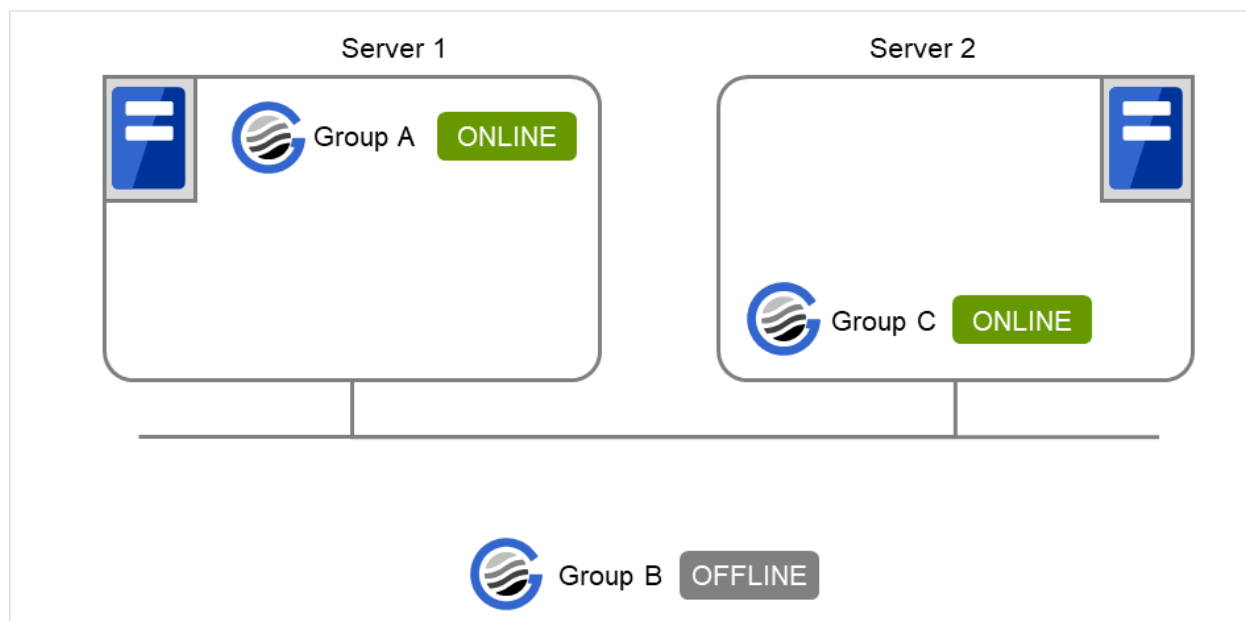 Server 1
Server 2
Group A ONLINE
Group C ONLINE
Group B OFFLINE